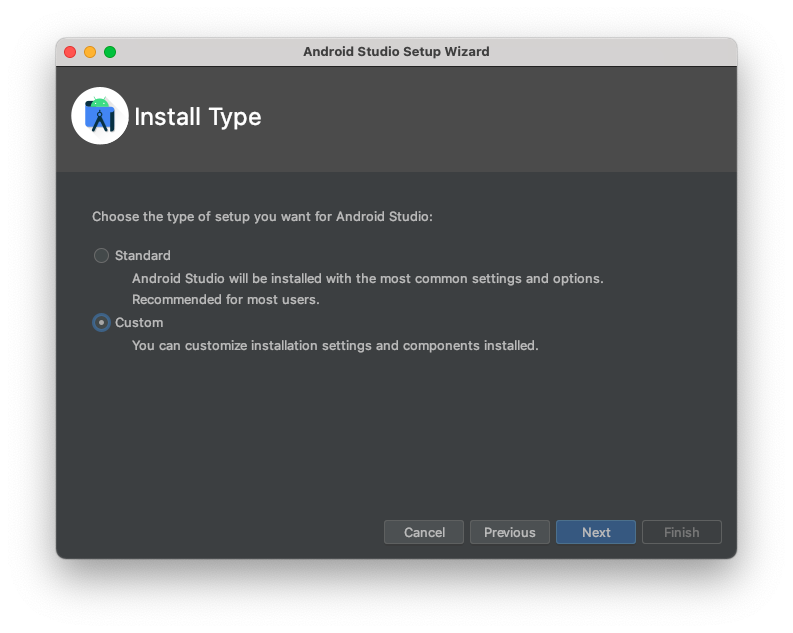 Android Studio Setup Wizard
Install Type
Choose the type of setup you want for Android Studio:
Standard
Android Studio will be installed with the most common settings and options.
Recommended for most users.
Custom
You can customize installation settings and components installed.
Cancel
Previous
Next
Finish